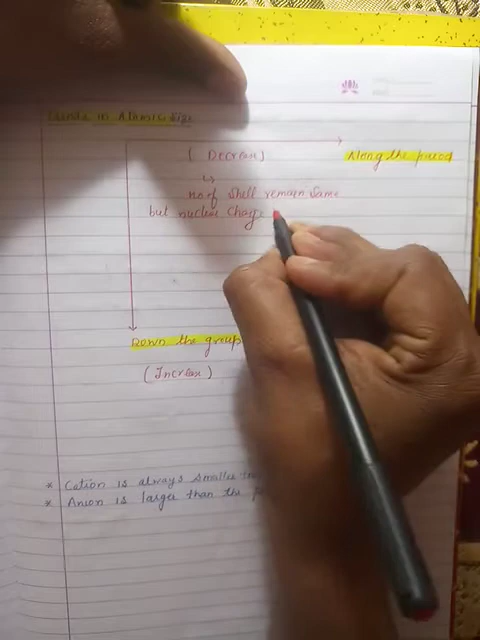 Trends in Atomic Size
( Decrease )
Along the period
no of shell remain same
but nuclear charge
Down the group
(Increase)
* Cation is always smaller
* Anion is larger than the